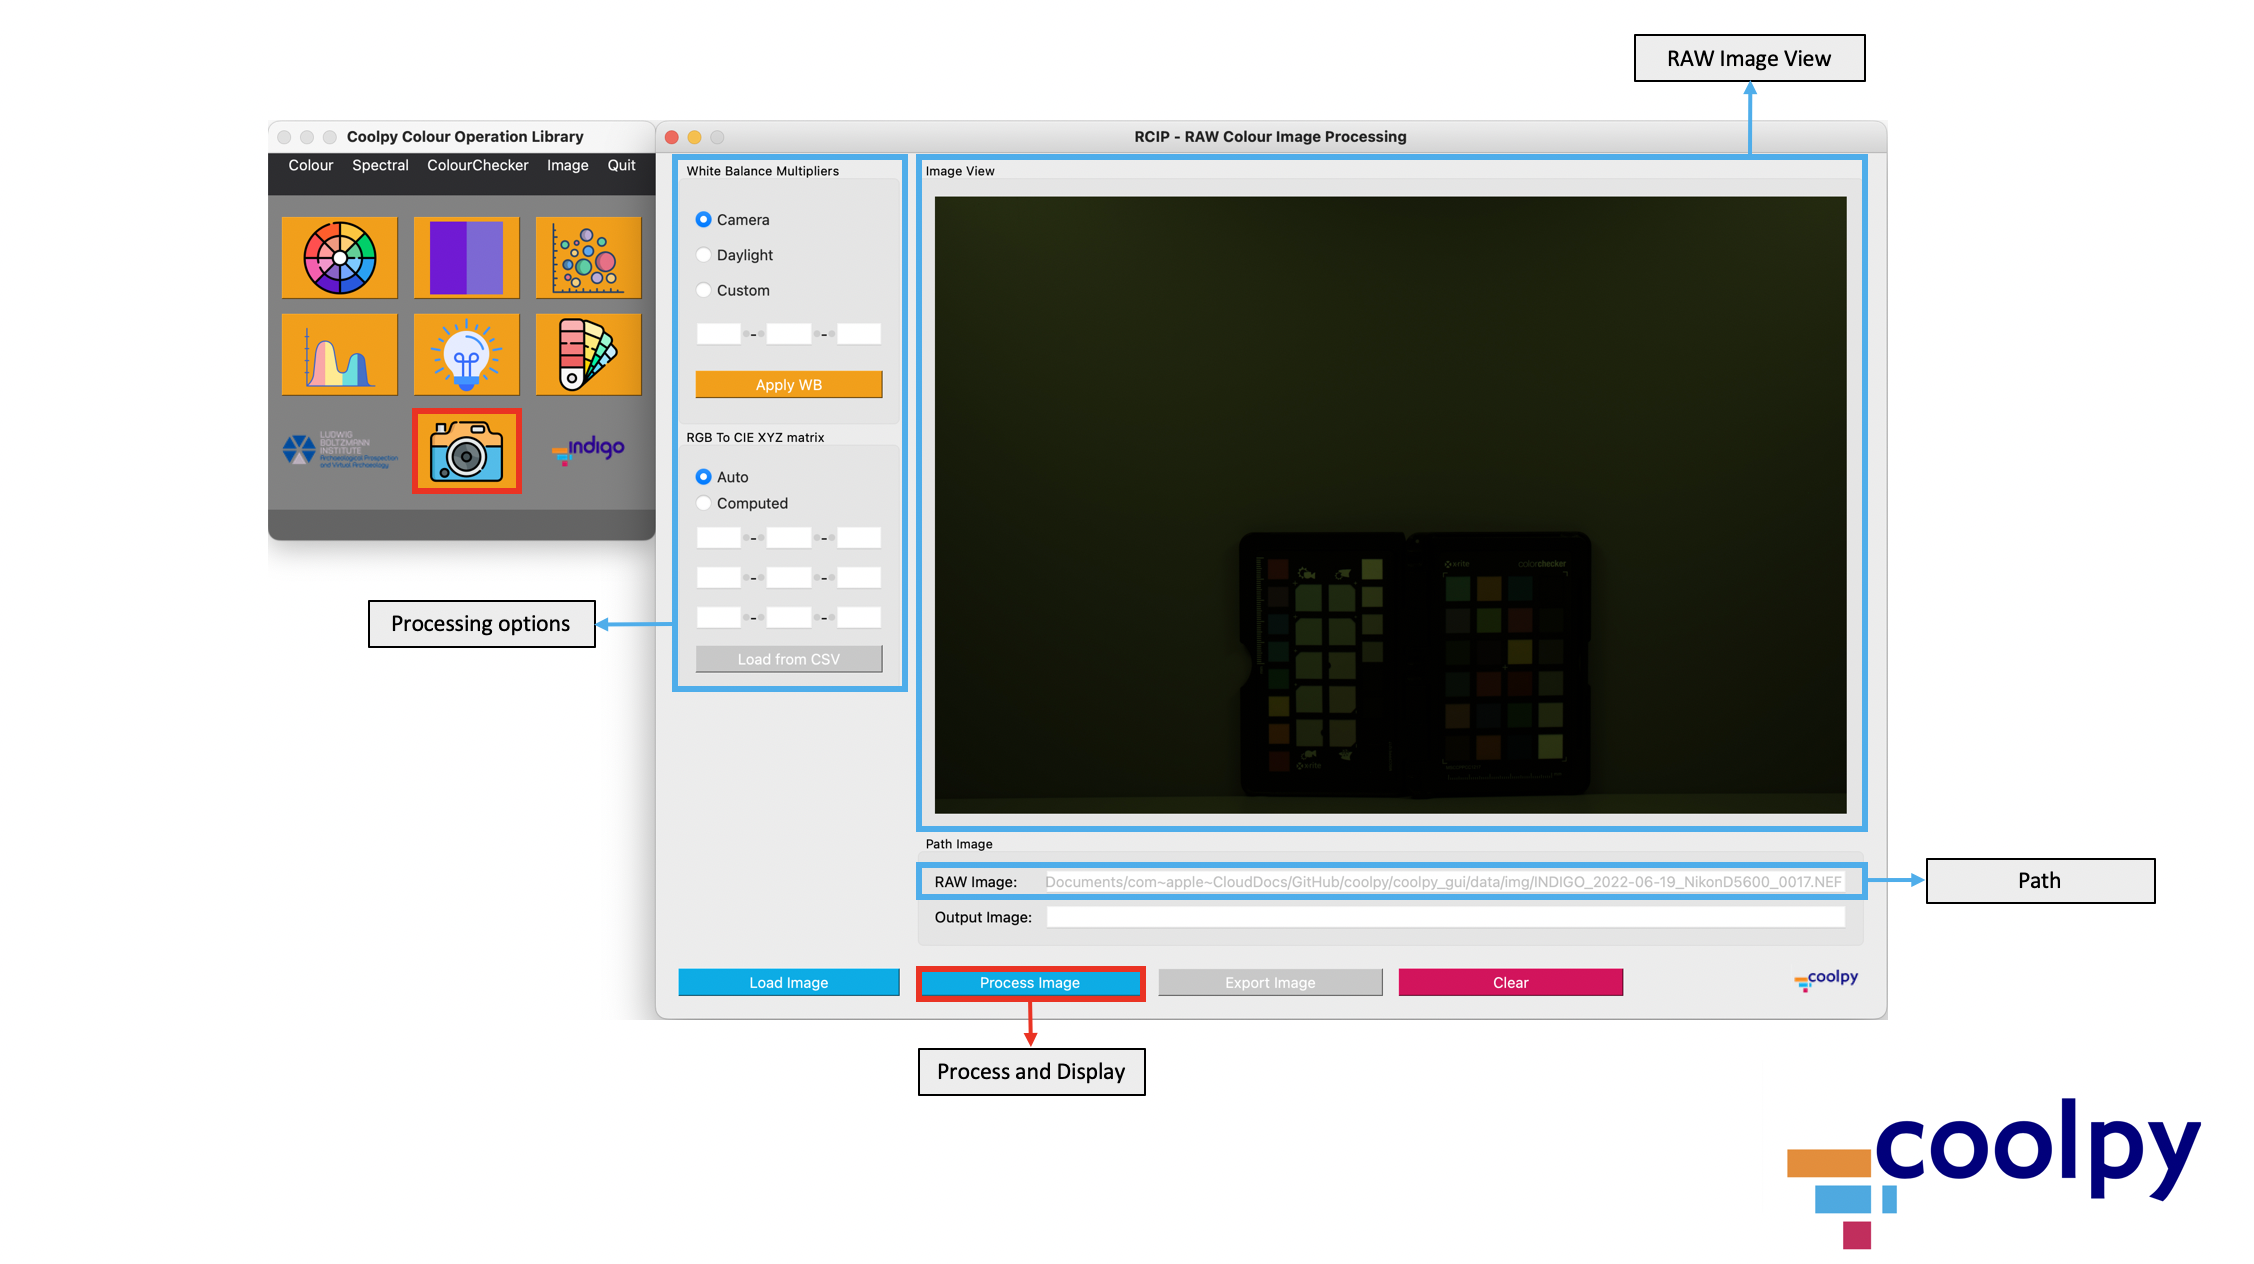 RAW Image View
Coolpy Colour Operation Library
Colour Spectral ColourChecker Image Quit
LUDWIG
BOLTZMANN
INSTITUTE
Archaeological Prospection
and Virtual Archaeology
indigo
RCIP - RAW Colour Image Processing
White Balance Multipliers
Camera
Daylight
Custom
- -
Apply WB
RGB To CIE XYZ matrix
Auto
Computed
- -
- -
- -
Load from CSV
Processing options
Image View
x-rite colorchecker
x-rite
Path Image
RAW Image: Documents/com~apple~CloudDocs/GitHub/coolpy/coolpy_gui/data/img/INDIGO_2022-06-19_NikonD5600_0017.NEF
Output Image:
Path
Load Image
Process Image
Export Image
Clear
coolpy
Process and Display
coolpy